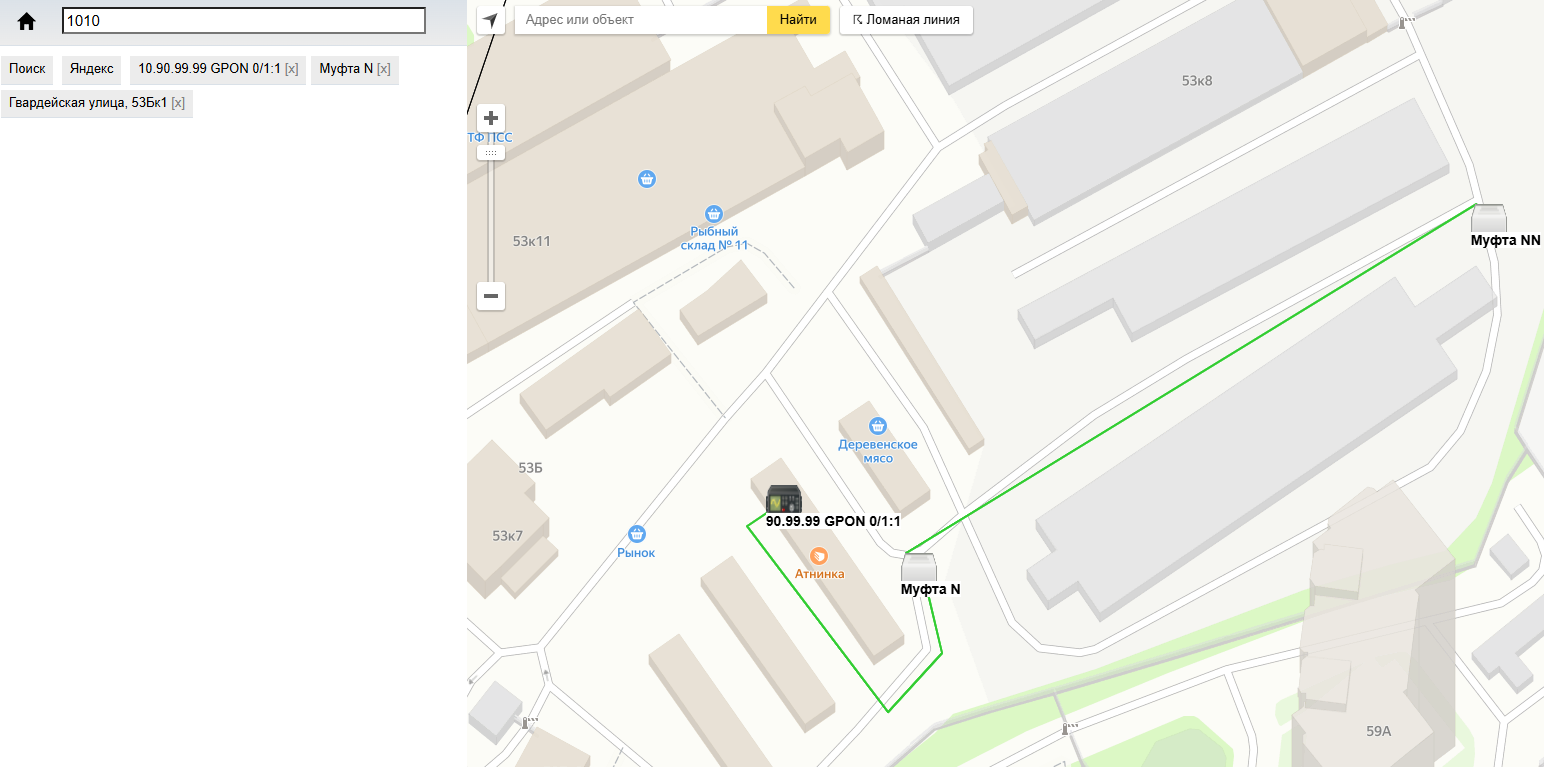 1010
Поиск
Яндекс
10.90.99.99 GPON 0/1:1 [x]
Муфта N [x]
Гвардейская улица, 53Бк1 [x]
Адрес или объект
Найти
Ломаная линия
ТФ ПСС
53к8
Рыбный
склад № 11
53к11
Муфта NN
Деревенское
мясо
53Б
90.99.99 GPON 0/1:1
53к7
Рынок
Атнинка
Муфта N
59А